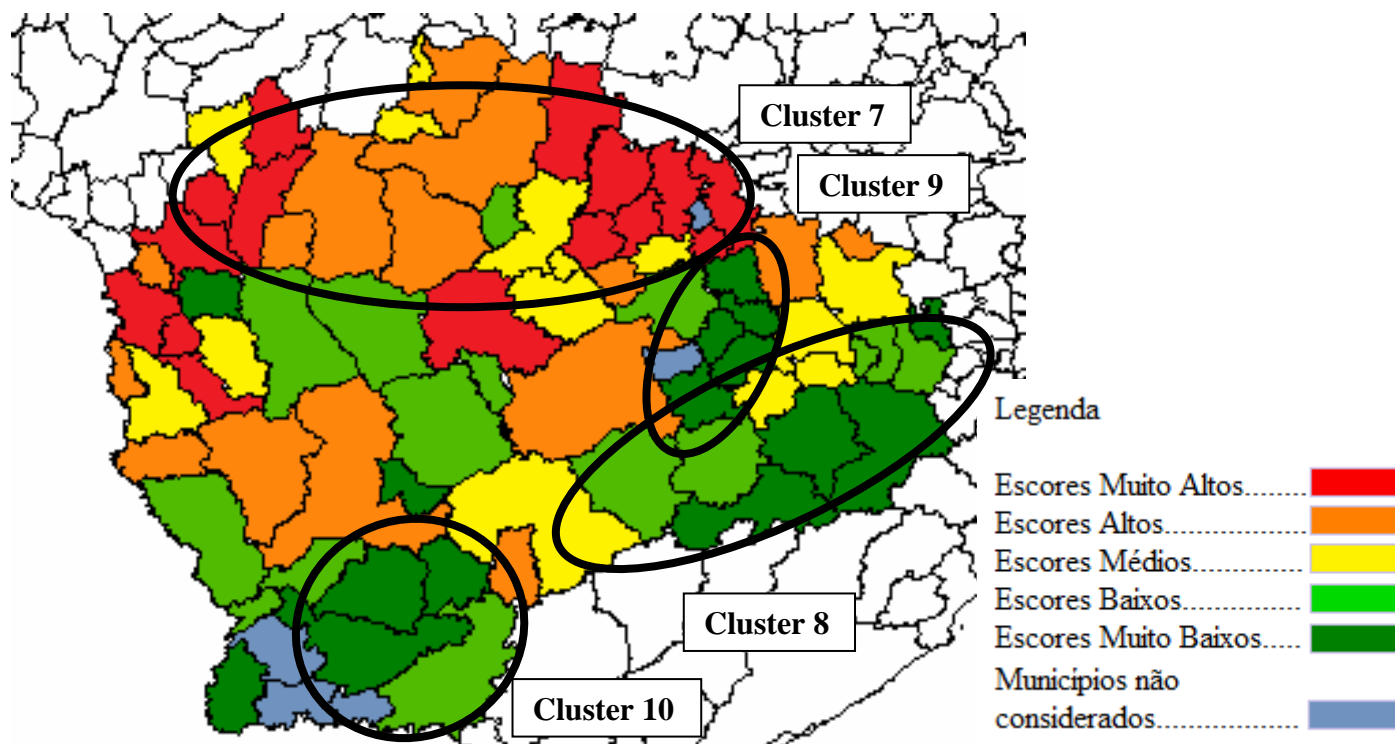 Cluster 7
Cluster 9
Legenda
Escores Muito Altos........
Escores Altos.....................
Escores Médios..................
Escores Baixos...................
Escores Muito Baixos.....
Cluster 8
Municípios não
considerados.....................
Cluster 10